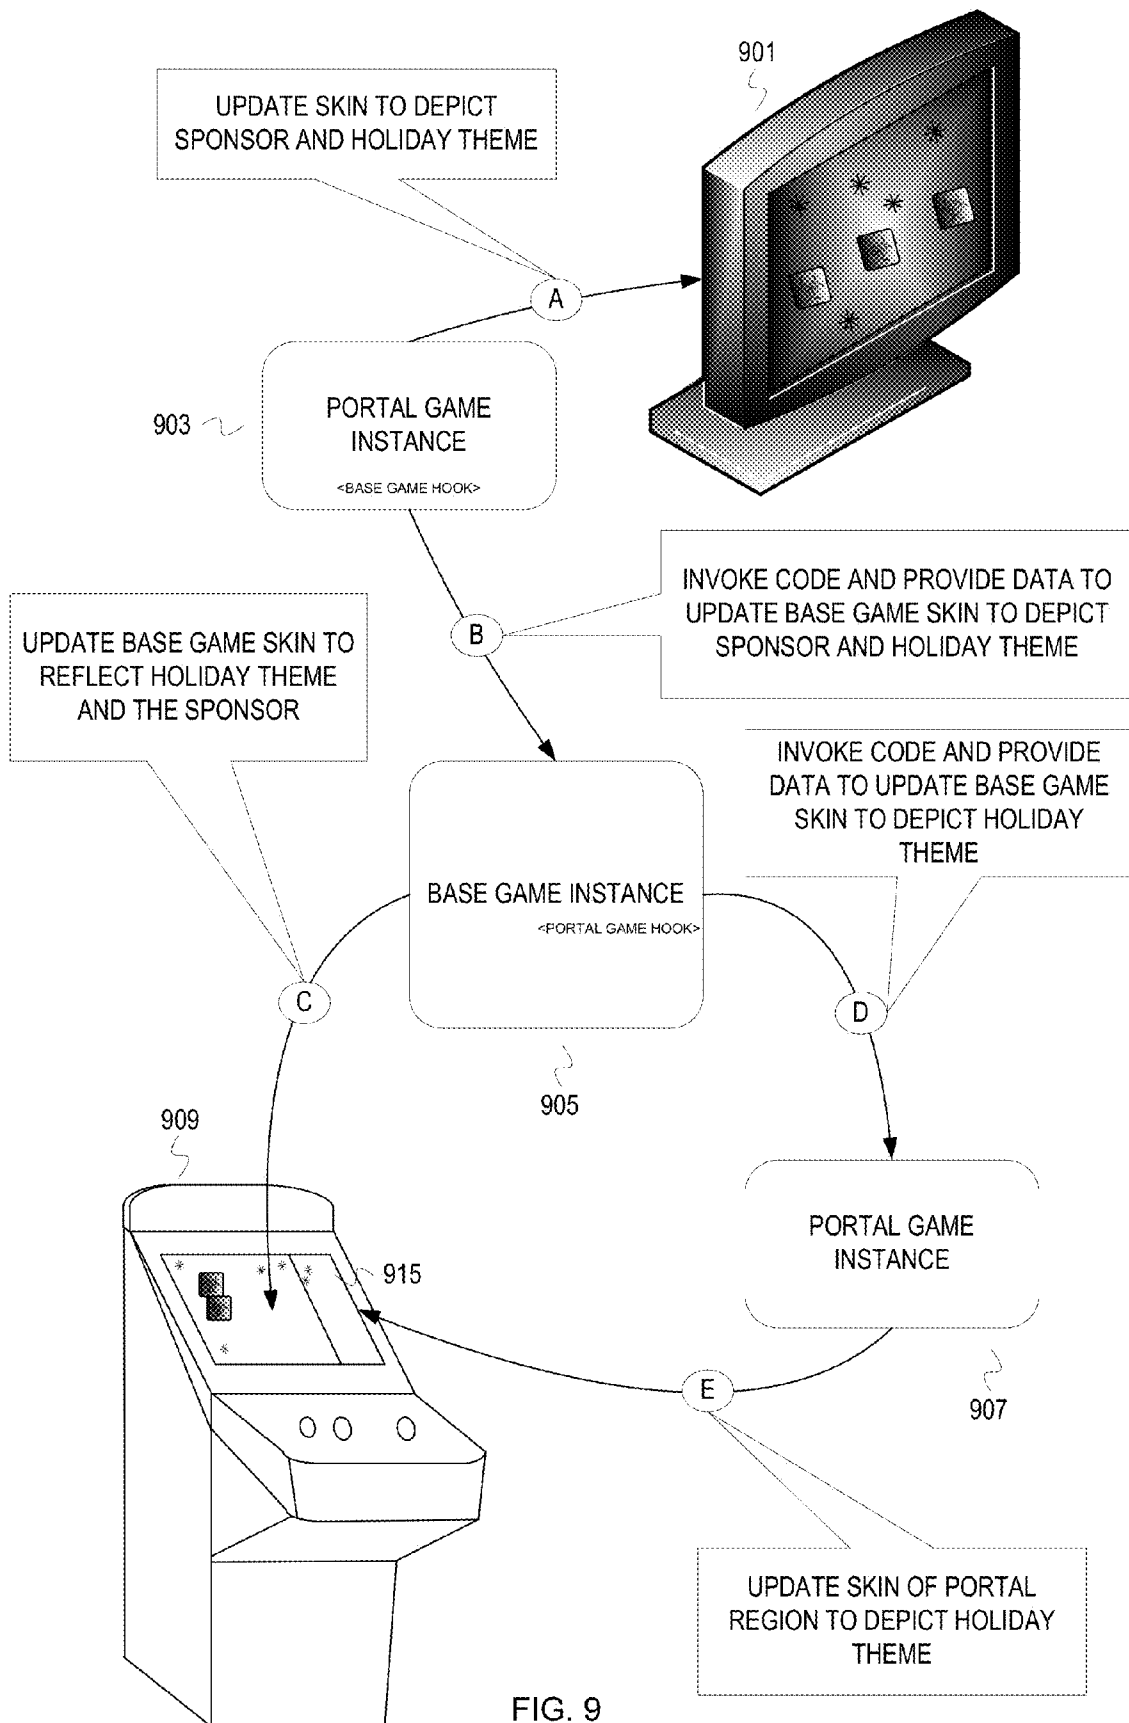 901
UPDATE SKIN TO DEPICT
SPONSOR AND HOLIDAY THEME
A
PORTAL GAME
INSTANCE
<BASE GAME HOOK>
903
B
INVOKE CODE AND PROVIDE DATA TO
UPDATE BASE GAME SKIN TO DEPICT
SPONSOR AND HOLIDAY THEME
UPDATE BASE GAME SKIN TO
REFLECT HOLIDAY THEME
AND THE SPONSOR
INVOKE CODE AND PROVIDE
DATA TO UPDATE BASE GAME
SKIN TO DEPICT HOLIDAY
THEME
BASE GAME INSTANCE
<PORTAL GAME HOOK>
C
D
905
909
PORTAL GAME
INSTANCE
915
E
907
UPDATE SKIN OF PORTAL
REGION TO DEPICT HOLIDAY
THEME
FIG. 9